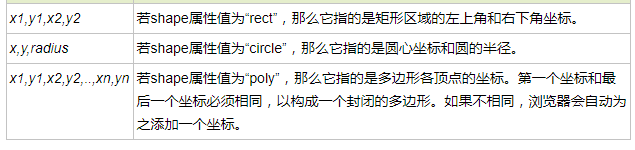 x1,y1,x2,y2 若shape属性值为“rect”，那么它指的是矩形区域的左上角和右下角坐标。
x,y,radius 若shape属性值为“circle”，那么它指的是圆心坐标和圆的半径。
x1,y1,x2,y2,..,xn,yn 若shape属性值为“poly”，那么它指的是多边形各顶点的坐标。第一个坐标和最
后一个坐标必须相同，以构成一个封闭的多边形。如果不相同，浏览器会自动为
之添加一个坐标。